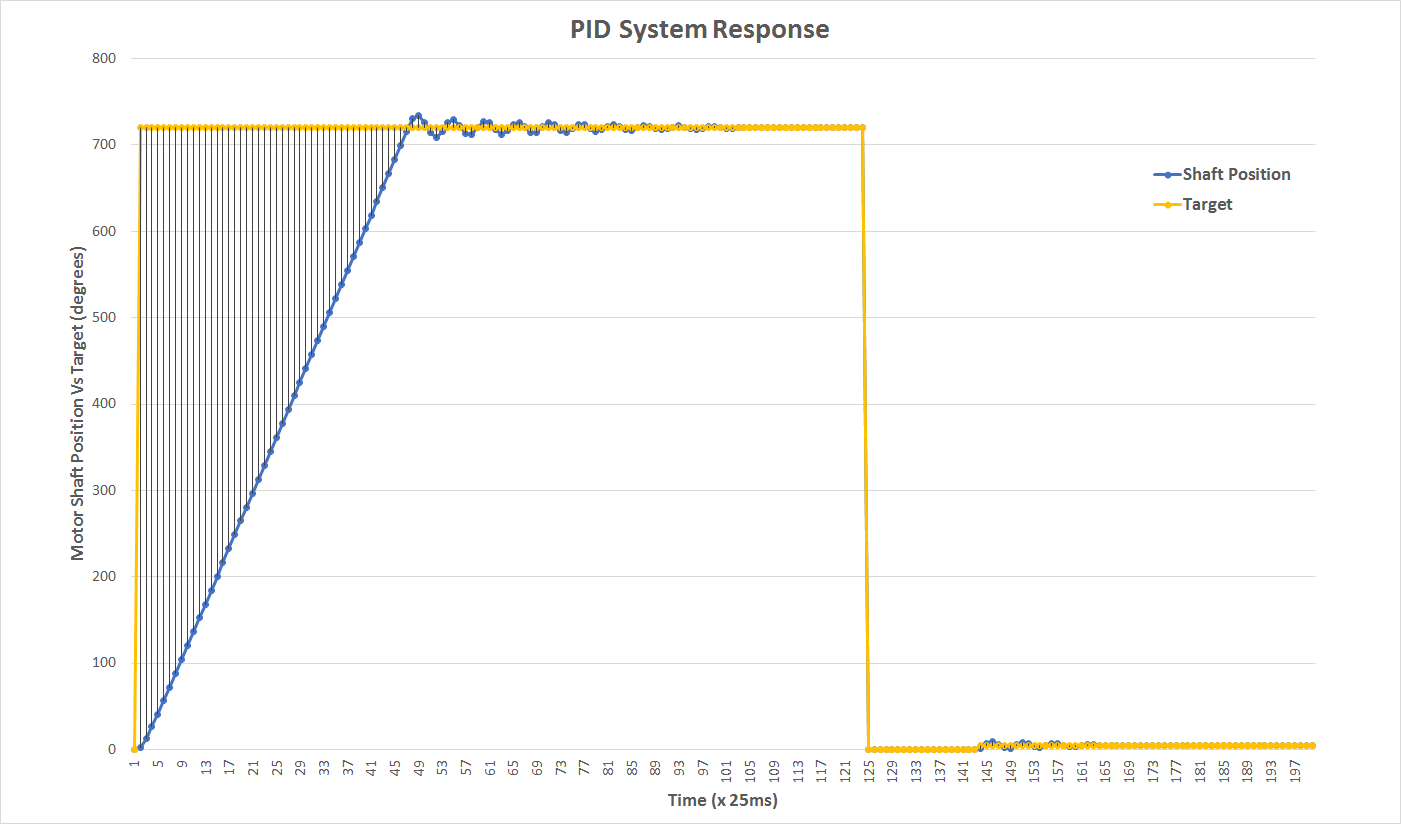 PID System Response
800
700
600
500
400
300
200
100
0
Motor Shaft Position Vs Target (degrees)
Shaft Position
Target
1 5 9 13 17 21 25 29 33 37 41 45 49 53 57 61 65 69 73 77 81 85 89 93 97 101 105 109 113 117 121 125 129 133 137 141 145 149 153 157 161 165 169 173 177 181 185 189 193 197
Time (x 25ms)